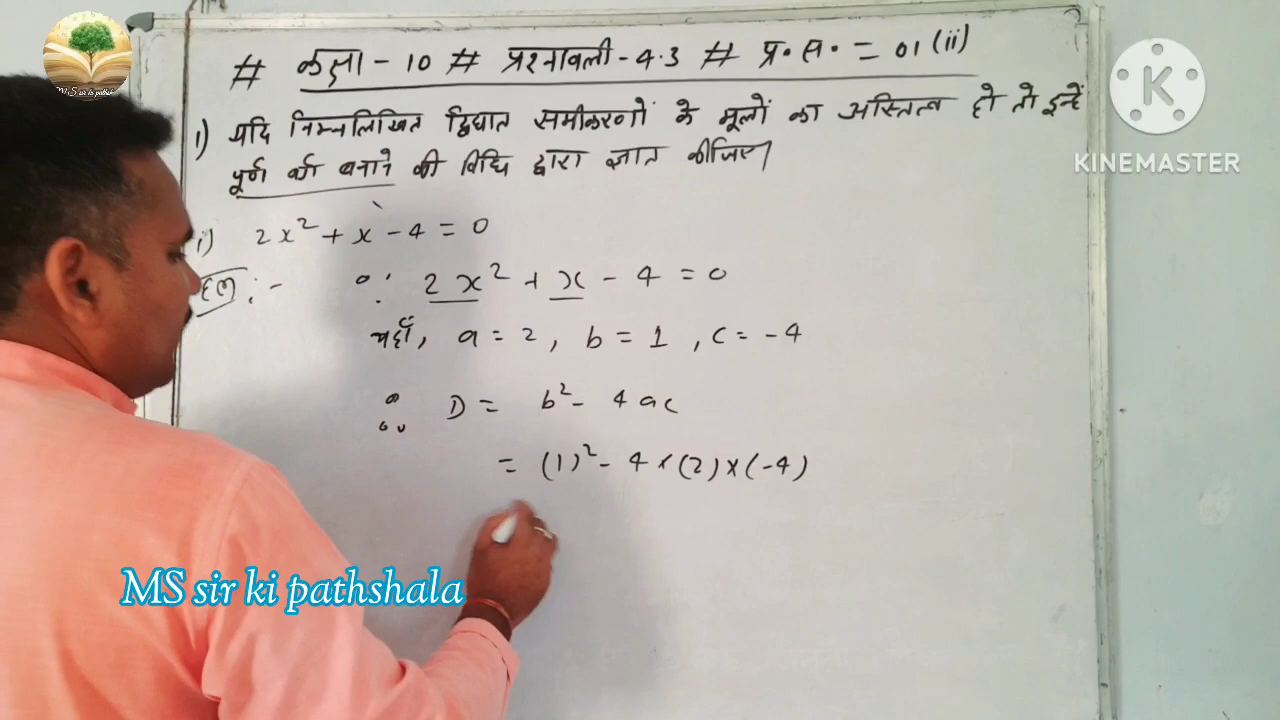 # कक्षा - 10 # प्रश्नावली - 4.3 # प्र. स. = 01 (ii)
1) यदि निम्नलिखित द्विघात समीकरणों के मूलों का अस्तित्व हो तो इन्हें
पूर्ण वर्ग बनाने की विधि द्वारा ज्ञात कीजिए
i) 2x² + x - 4 = 0
हल :- ∵ 2x² + x - 4 = 0
यहाँ, a = 2, b = 1, c = -4
∴ D = b² - 4ac
= (1)² - 4 × (2) × (-4)
MS sir ki pathshala
KINEMASTER
K